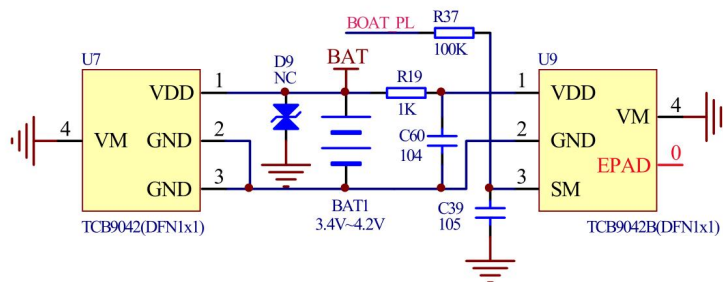 BOAT_PL
R37
100K
U7
D9
NC
BAT
U9
1
VDD
R19
1K
1
VDD
4
VM
GND
2
C60
104
2
GND
VM
4
EPAD
0
GND
3
3
SM
BAT1
3.4V~4.2V
C39
105
TCB9042(DFN1x1)
TCB9042B(DFN1x1)